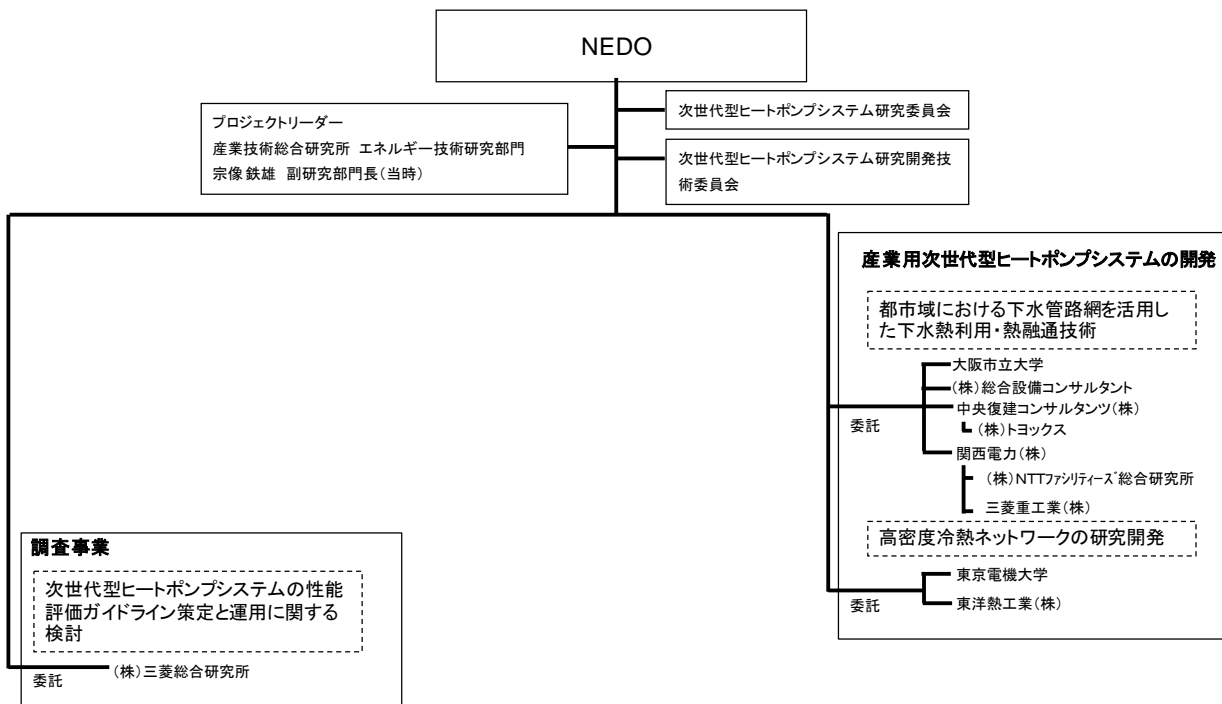 NEDO
プロジェクトリーダー
産業技術総合研究所 エネルギー技術研究部門
宗像鉄雄 副研究部門長(当時)
次世代型ヒートポンプシステム研究委員会
次世代型ヒートポンプシステム研究開発技
術委員会
産業用次世代型ヒートポンプシステムの開発
都市域における下水管路網を活用し
た下水熱利用・熱融通技術
大阪市立大学
(株)総合設備コンサルタント
中央復建コンサルタンツ(株)
委託
(株)トヨックス
関西電力(株)
(株)NTTファシリティーズ総合研究所
三菱重工業(株)
高密度冷熱ネットワークの研究開発
東京電機大学
委託
東洋熱工業(株)
調査事業
次世代型ヒートポンプシステムの性能
評価ガイドライン策定と運用に関する
検討
(株)三菱総合研究所
委託